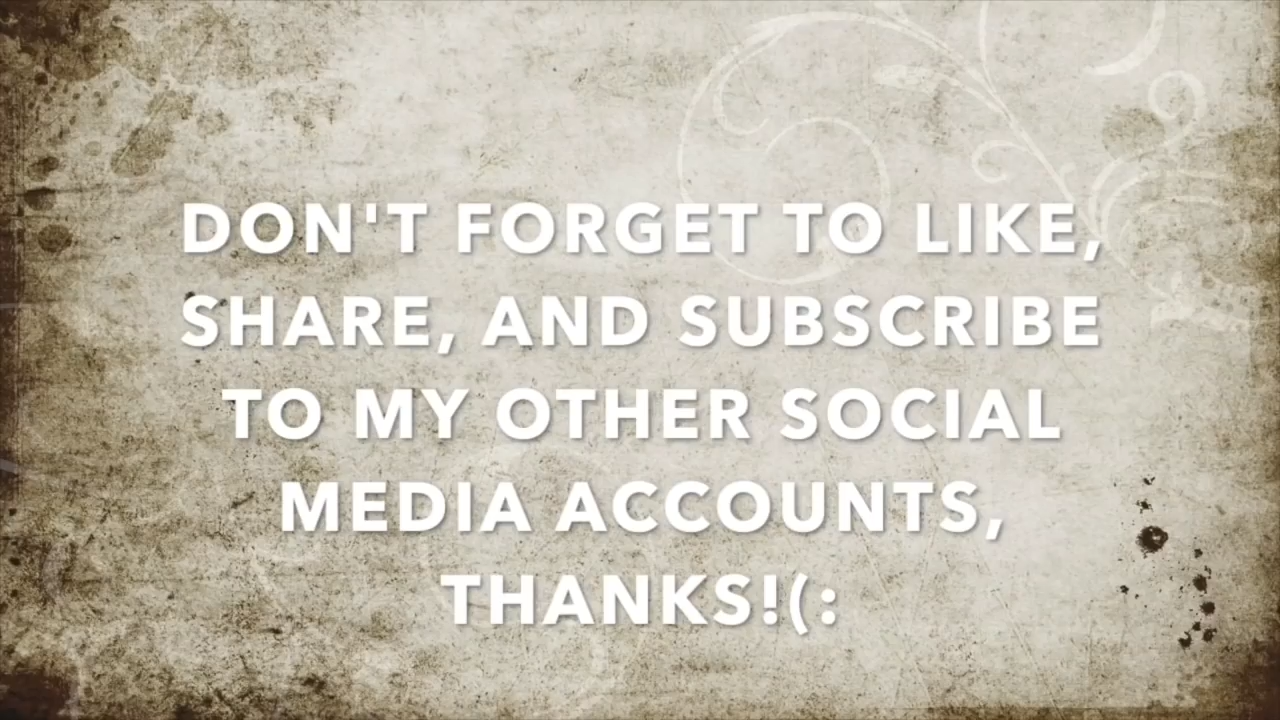 DON'T FORGET TO LIKE,
SHARE, AND SUBSCRIBE
TO MY OTHER SOCIAL
MEDIA ACCOUNTS,
THANKS!(: